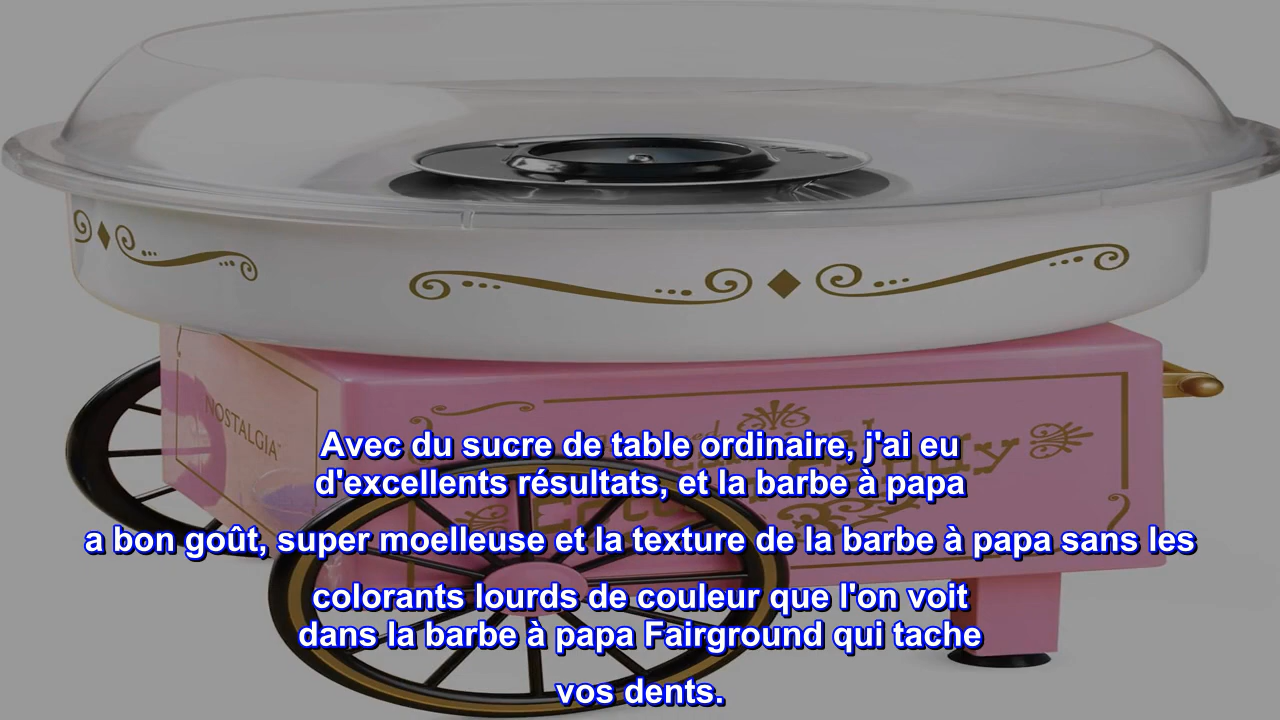 NOSTALGIA
Avec du sucre de table ordinaire, j'ai eu
d'excellents résultats, et la barbe à papa
a bon goût, super moelleuse et la texture de la barbe à papa sans les
colorants lourds de couleur que l'on voit
dans la barbe à papa Fairground qui tache
vos dents.